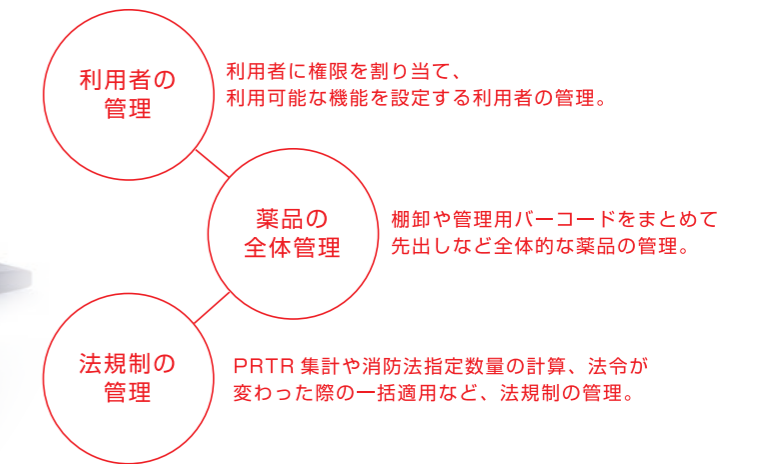 利用者の
管理
利用者に権限を割り当て、
利用可能な機能を設定する利用者の管理。
薬品の
全体管理
棚卸や管理用バーコードをまとめて
先出しなど全体的な薬品の管理。
法規制の
管理
PRTR 集計や消防法指定数量の計算、法令が
変わった際の一括適用など、法規制の管理。